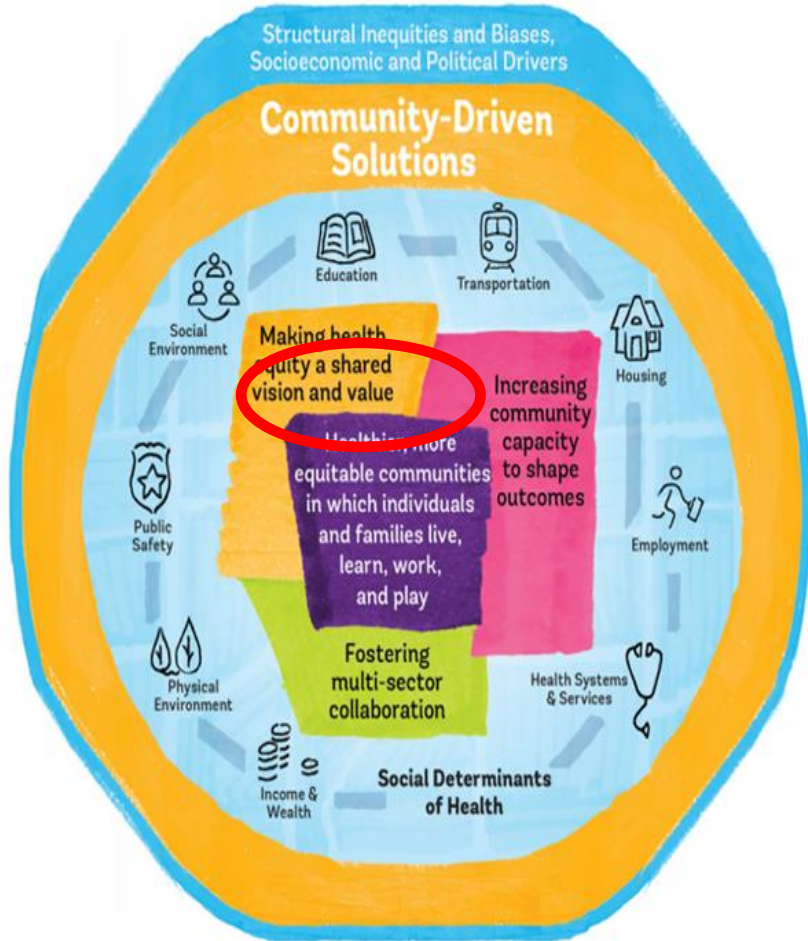 Structural Inequities and Biases,
Socioeconomic and Political Drivers
Community-Driven
Solutions
Education
Transportation
Social
Environment
Housing
Making health
equity a shared
vision and value
Increasing
community
capacity
to shape
outcomes
Healthier, more
equitable communities
in which individuals
and families live,
learn, work,
and play
Public
Safety
Employment
Fostering
multi-sector
collaboration
Physical
Environment
Health Systems
& Services
Income &
Wealth
Social Determinants
of Health